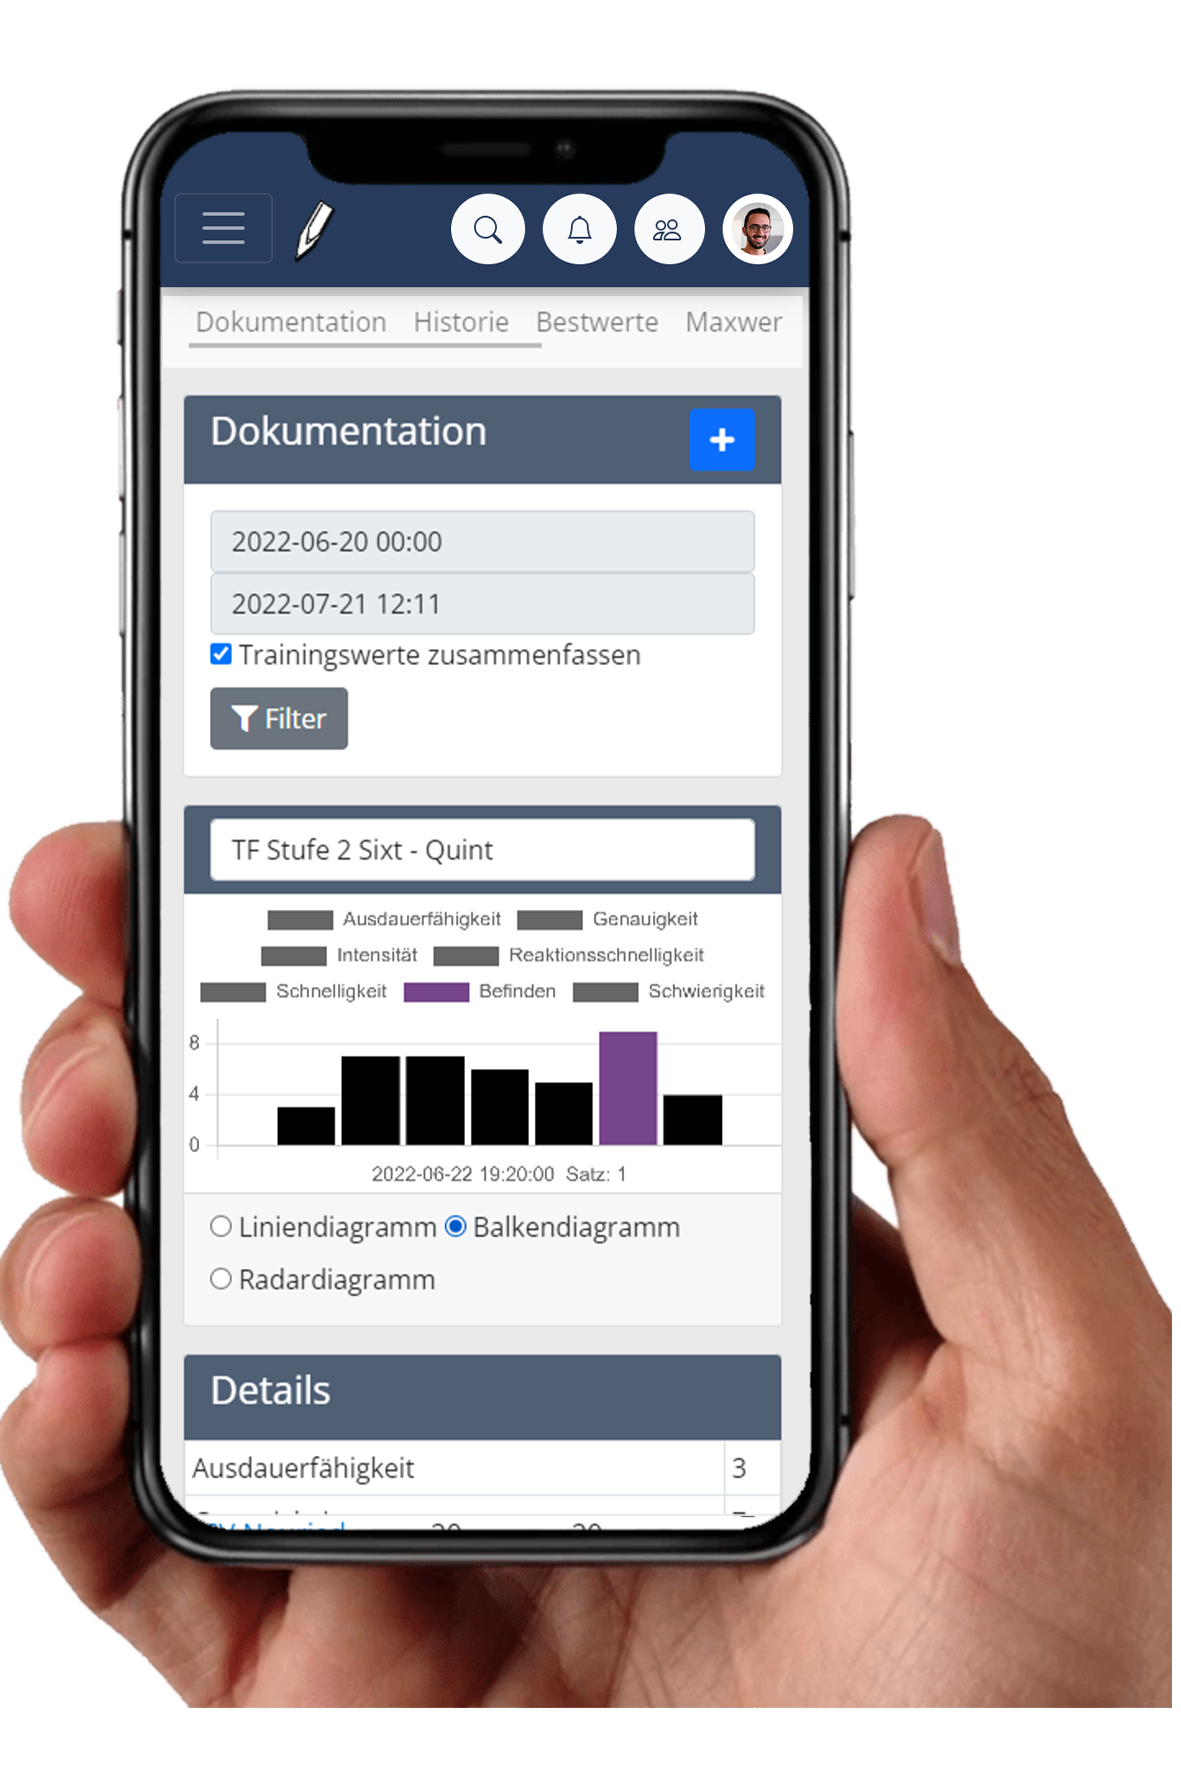 Dokumentation Historie Bestwerte Maxwer
Dokumentation
2022-06-20 00:00
2022-07-21 12:11
Trainingswerte zusammenfassen
Filter
TF Stufe 2 Sixt - Quint
Ausdauerfähigkeit Genauigkeit
Intensität Reaktionsschnelligkeit
Schnelligkeit Befinden Schwierigkeit
8
4
0
2022-06-22 19:20:00 Satz: 1
Liniendiagramm Balkendiagramm
Radardiagramm
Details
Ausdauerfähigkeit 3